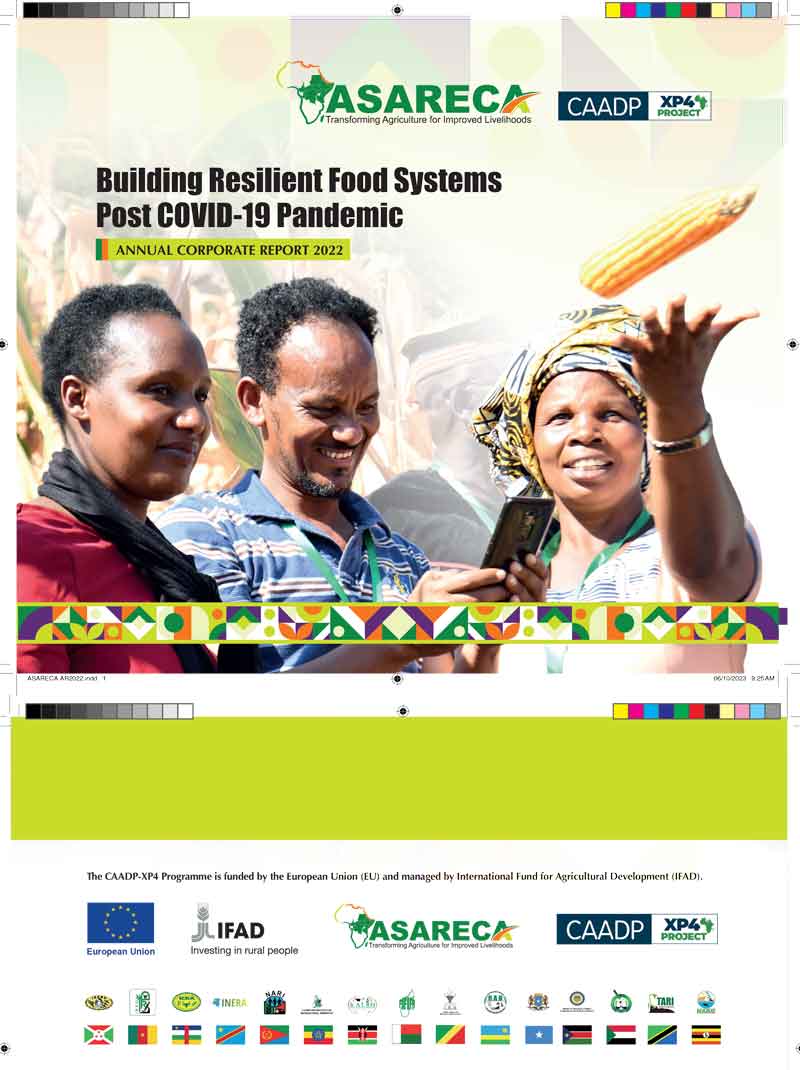 ASARECA
Transforming Agriculture for Improved Livelihoods
CAADP
XP4
PROJECT
Building Resilient Food Systems
Post COVID-19 Pandemic
ANNUAL CORPORATE REPORT 2022
ASARECA AR2022.indd 1
06/10/2023 9:25 AM
The CAADP-XP4 Programme is funded by the European Union (EU) and managed by International Fund for Agricultural Development (IFAD).
European Union
IFAD
Investing in rural people
ASARECA
Transforming Agriculture for Improved Livelihoods
CAADP
XP4
PROJECT
INERA
NARI
TARI